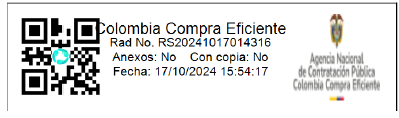 Colombia Compra Eficiente
Rad No. RS20241017014316
Anexos: No Con copia: No
Fecha: 17/10/2024 15:54:17
Agencia Nacional
de Contratación Pública
Colombia Compra Eficiente